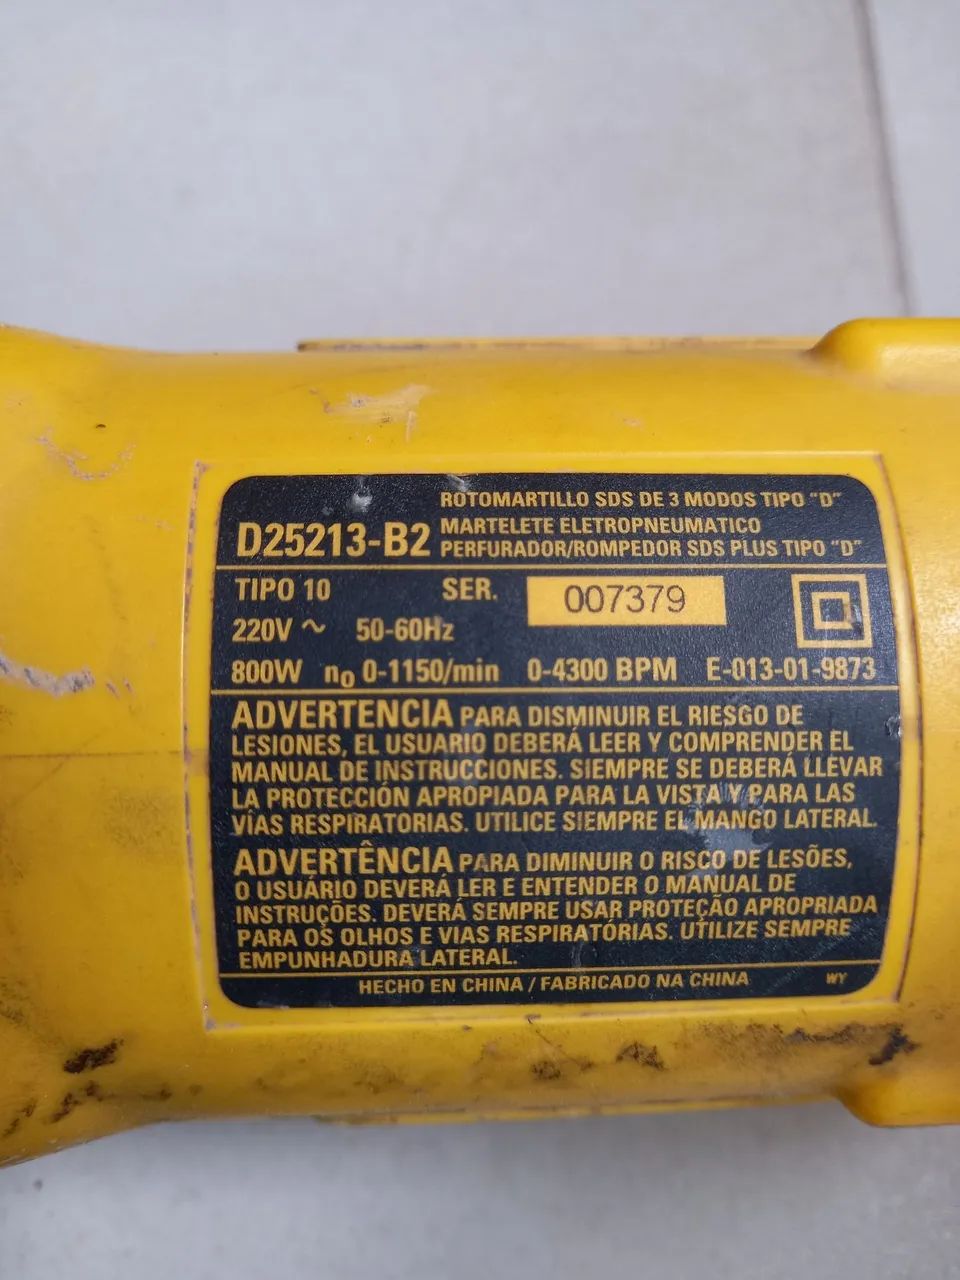 D25213-B2
ROTOMARTILLO SDS DE 3 MODOS TIPO "D"
MARTELETE ELETROPNEUMATICO
PERFURADOR/ROMPEDOR SDS PLUS TIPO "D"
TIPO 10 SER. 007379
220V ~ 50-60Hz
800W no 0-1150/min 0-4300 BPM E-013-01-9873
ADVERTENCIA PARA DISMINUIR EL RIESGO DE
LESIONES, EL USUARIO DEBERÁ LEER Y COMPRENDER EL
MANUAL DE INSTRUCCIONES. SIEMPRE SE DEBERÁ LLEVAR
LA PROTECCIÓN APROPIADA PARA LA VISTA Y PARA LAS
VÍAS RESPIRATORIAS. UTILICE SIEMPRE EL MANGO LATERAL.
ADVERTÊNCIA PARA DIMINUIR O RISCO DE LESÕES,
O USUÁRIO DEVERÁ LER E ENTENDER O MANUAL DE
INSTRUÇÕES. DEVERÁ SEMPRE USAR PROTEÇÃO APROPRIADA
PARA OS OLHOS E VIAS RESPIRATÓRIAS. UTILIZE SEMPRE
EMPUNHADURA LATERAL.
HECHO EN CHINA / FABRICADO NA CHINA WY